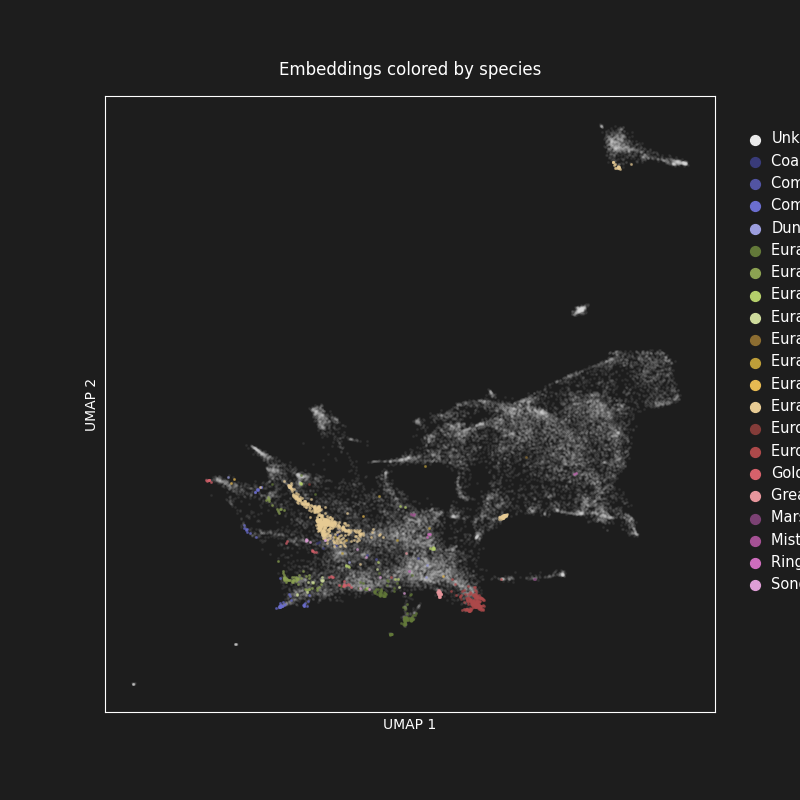 Embeddings colored by species
UMAP 2
UMAP 1
Unk
Coa
Com
Com
Dun
Eura
Eura
Eura
Eura
Eura
Eura
Eura
Eura
Euro
Euro
Gold
Grea
Mars
Mist
Ring
Song